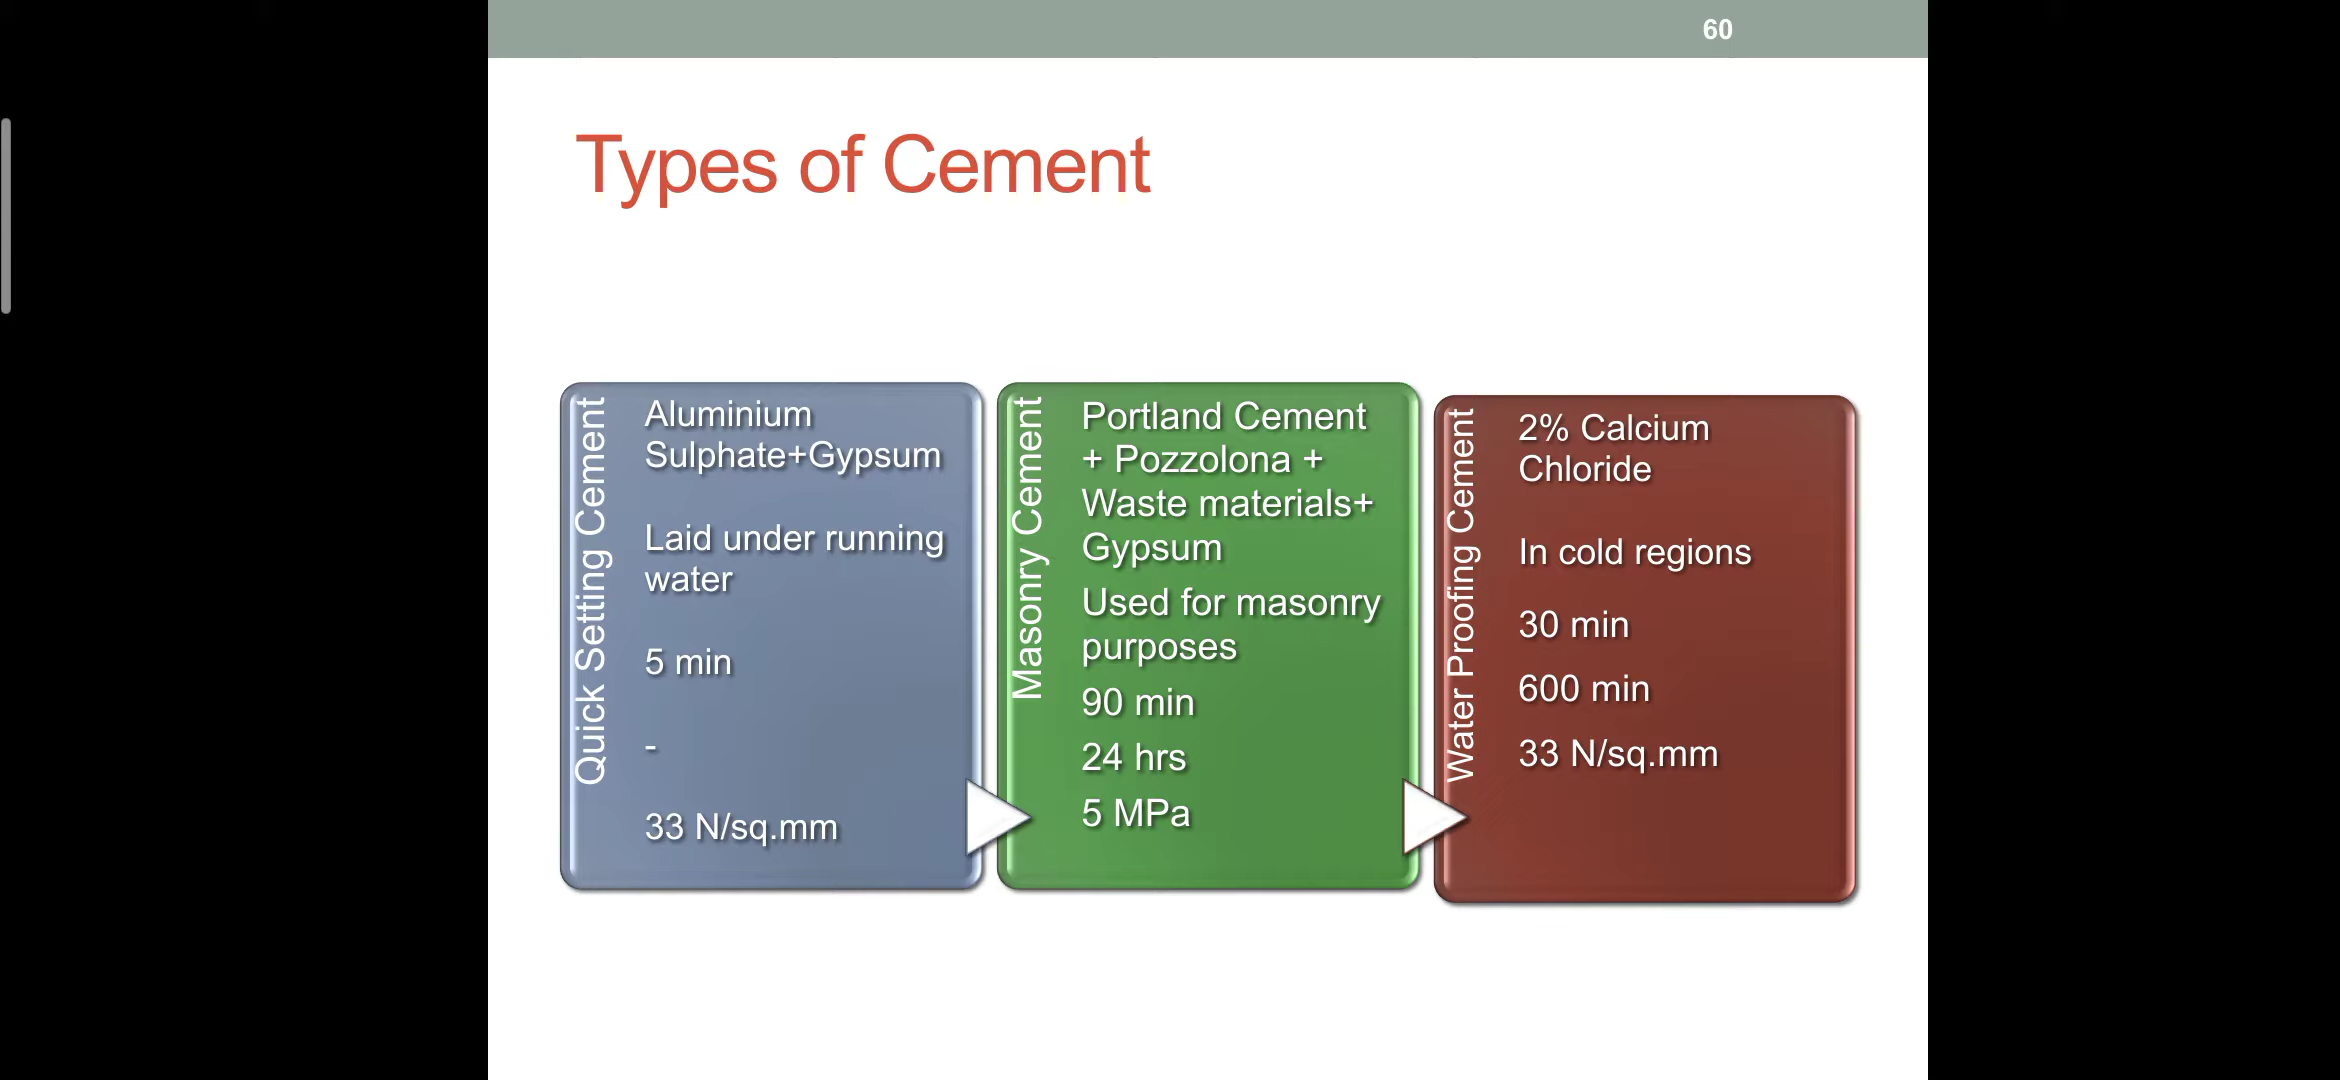 60
Types of Cement
Quick Setting Cement
Aluminium
Sulphate+Gypsum
Laid under running
water
5 min
-
33 N/sq.mm
Masonry Cement
Portland Cement
+ Pozzolona +
Waste materials+
Gypsum
Used for masonry
purposes
90 min
24 hrs
5 MPa
Water Proofing Cement
2% Calcium
Chloride
In cold regions
30 min
600 min
33 N/sq.mm